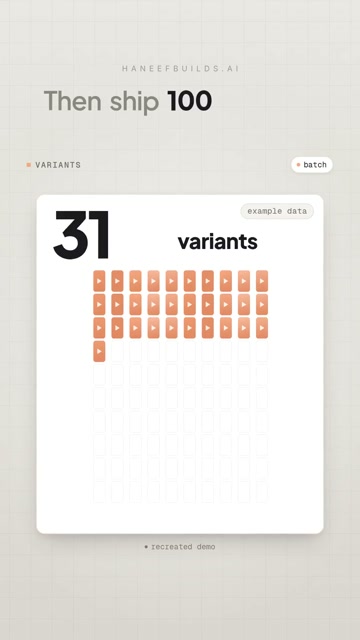 HANEEFBUILDS.AI
Then ship 100
VARIANTS
batch
example data
31 variants
recreated demo